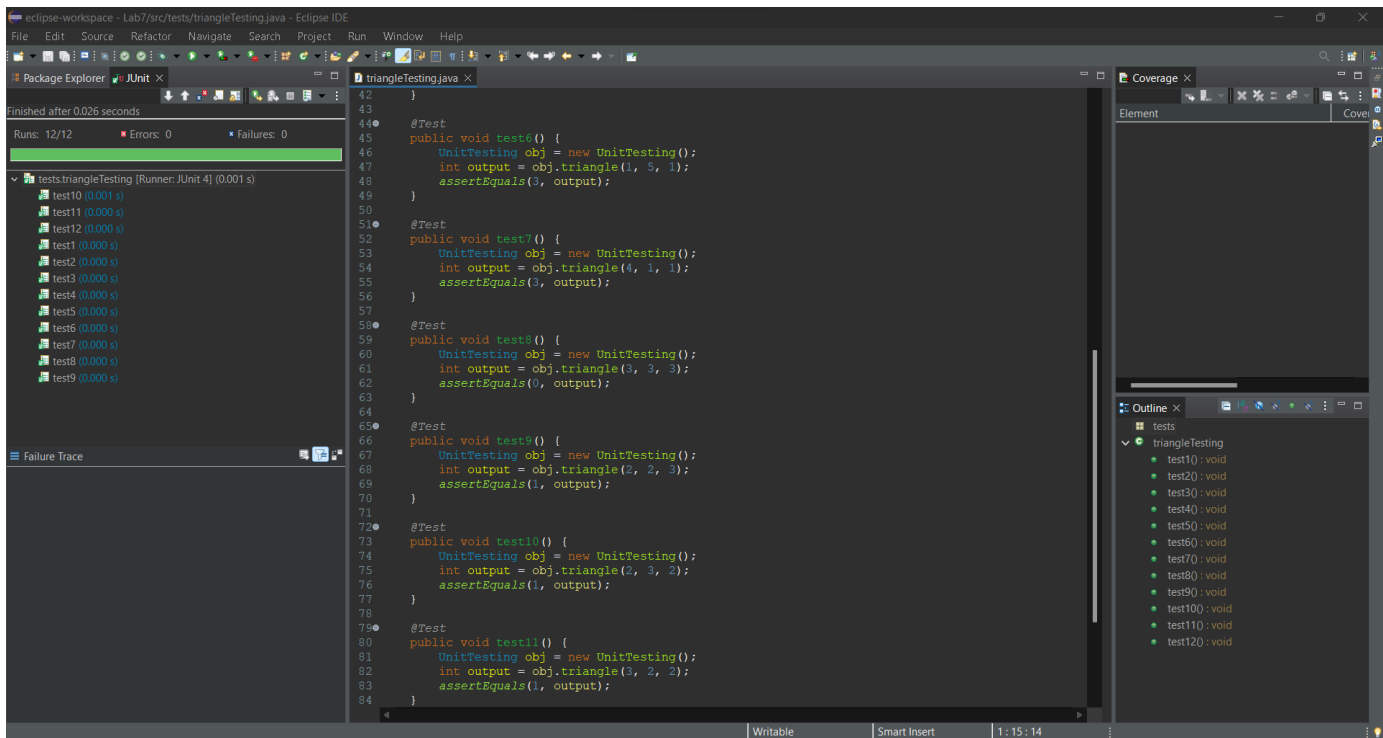 eclipse-workspace - Lab7/src/tests/triangleTesting.java - Eclipse IDE
File Edit Source Refactor Navigate Search Project Run Window Help
Package Explorer
JUnit
Finished after 0.026 seconds
Runs: 12/12 Errors: 0 Failures: 0
tests.triangleTesting [Runner: JUnit 4] (0.001 s)
test10 (0.001 s)
test11 (0.000 s)
test12 (0.000 s)
test1 (0.000 s)
test2 (0.000 s)
test3 (0.000 s)
test4 (0.000 s)
test5 (0.000 s)
test6 (0.000 s)
test7 (0.000 s)
test8 (0.000 s)
test9 (0.000 s)
Failure Trace
triangleTesting.java
42 }
43
44 @Test
45 public void test6() {
46 UnitTesting obj = new UnitTesting();
47 int output = obj.triangle(1, 5, 1);
48 assertEquals(3, output);
49 }
50
51 @Test
52 public void test7() {
53 UnitTesting obj = new UnitTesting();
54 int output = obj.triangle(4, 1, 1);
55 assertEquals(3, output);
56 }
57
58 @Test
59 public void test8() {
60 UnitTesting obj = new UnitTesting();
61 int output = obj.triangle(3, 3, 3);
62 assertEquals(0, output);
63 }
64
65 @Test
66 public void test9() {
67 UnitTesting obj = new UnitTesting();
68 int output = obj.triangle(2, 2, 3);
69 assertEquals(1, output);
70 }
71
72 @Test
73 public void test10() {
74 UnitTesting obj = new UnitTesting();
75 int output = obj.triangle(2, 3, 2);
76 assertEquals(1, output);
77 }
78
79 @Test
80 public void test11() {
81 UnitTesting obj = new UnitTesting();
82 int output = obj.triangle(3, 2, 2);
83 assertEquals(1, output);
84 }
Coverage
Element Cove
Outline
tests
triangleTesting
test1() : void
test2() : void
test3() : void
test4() : void
test5() : void
test6() : void
test7() : void
test8() : void
test9() : void
test10() : void
test11() : void
test12() : void
Writable Smart Insert 1 : 15 : 14